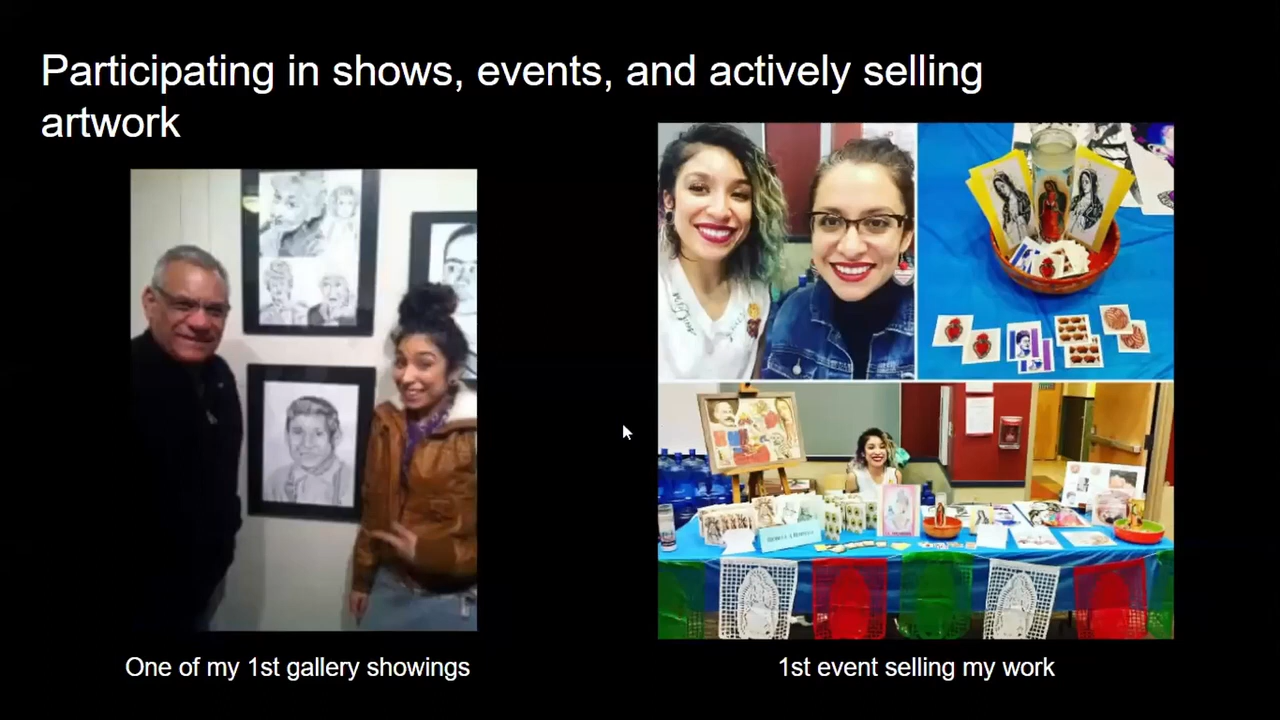 Participating in shows, events, and actively selling
artwork
One of my 1st gallery showings
1st event selling my work